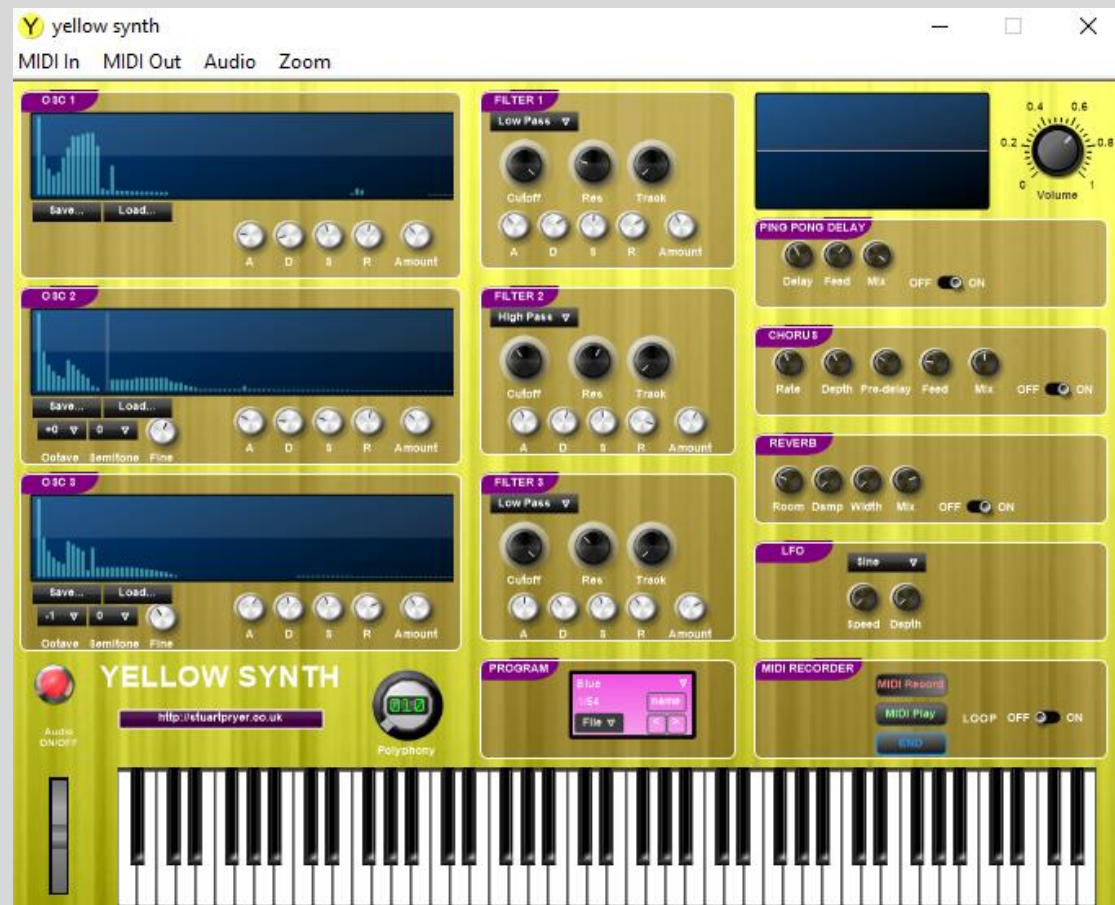 yellow synth
MIDI In MIDI Out Audio Zoom
OSC 1
Save... Load...
A D S R Amount
OSC 2
Save... Load...
+0 0
Octave Semitone Fine
A D S R Amount
OSC 3
Save... Load...
-1 0
Octave Semitone Fine
A D S R Amount
FILTER 1
Low Pass
Cutoff Res Track
A D S R Amount
FILTER 2
High Pass
Cutoff Res Track
A D S R Amount
FILTER 3
Low Pass
Cutoff Res Track
A D S R Amount
0 0.2 0.4 0.6 0.8 1
Volume
PING PONG DELAY
Delay Feed Mix OFF ON
CHORUS
Rate Depth Pre-delay Feed Mix OFF ON
REVERB
Room Damp Width Mix OFF ON
LFO
Sine
Speed Depth
Audio
ON/OFF
YELLOW SYNTH
http://stuartpryer.co.uk
010
Polyphony
PROGRAM
Blue
1/64 name
File < >
MIDI RECORDER
MIDI Record
MIDI Play
END
LOOP OFF ON